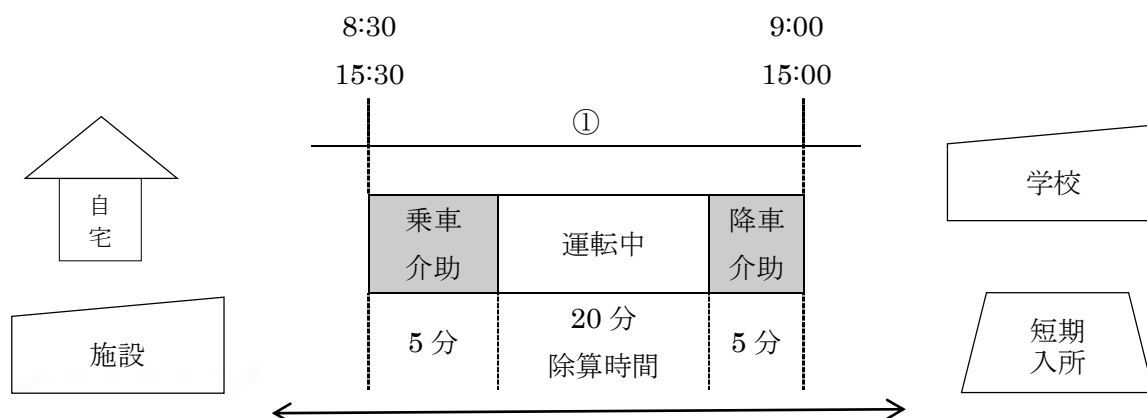 8:30
9:00
15:30
15:00
①
自
宅
乗車
介助
運転中
降車
介助
学校
施設
5 分
20 分
除算時間
5 分
短期
入所